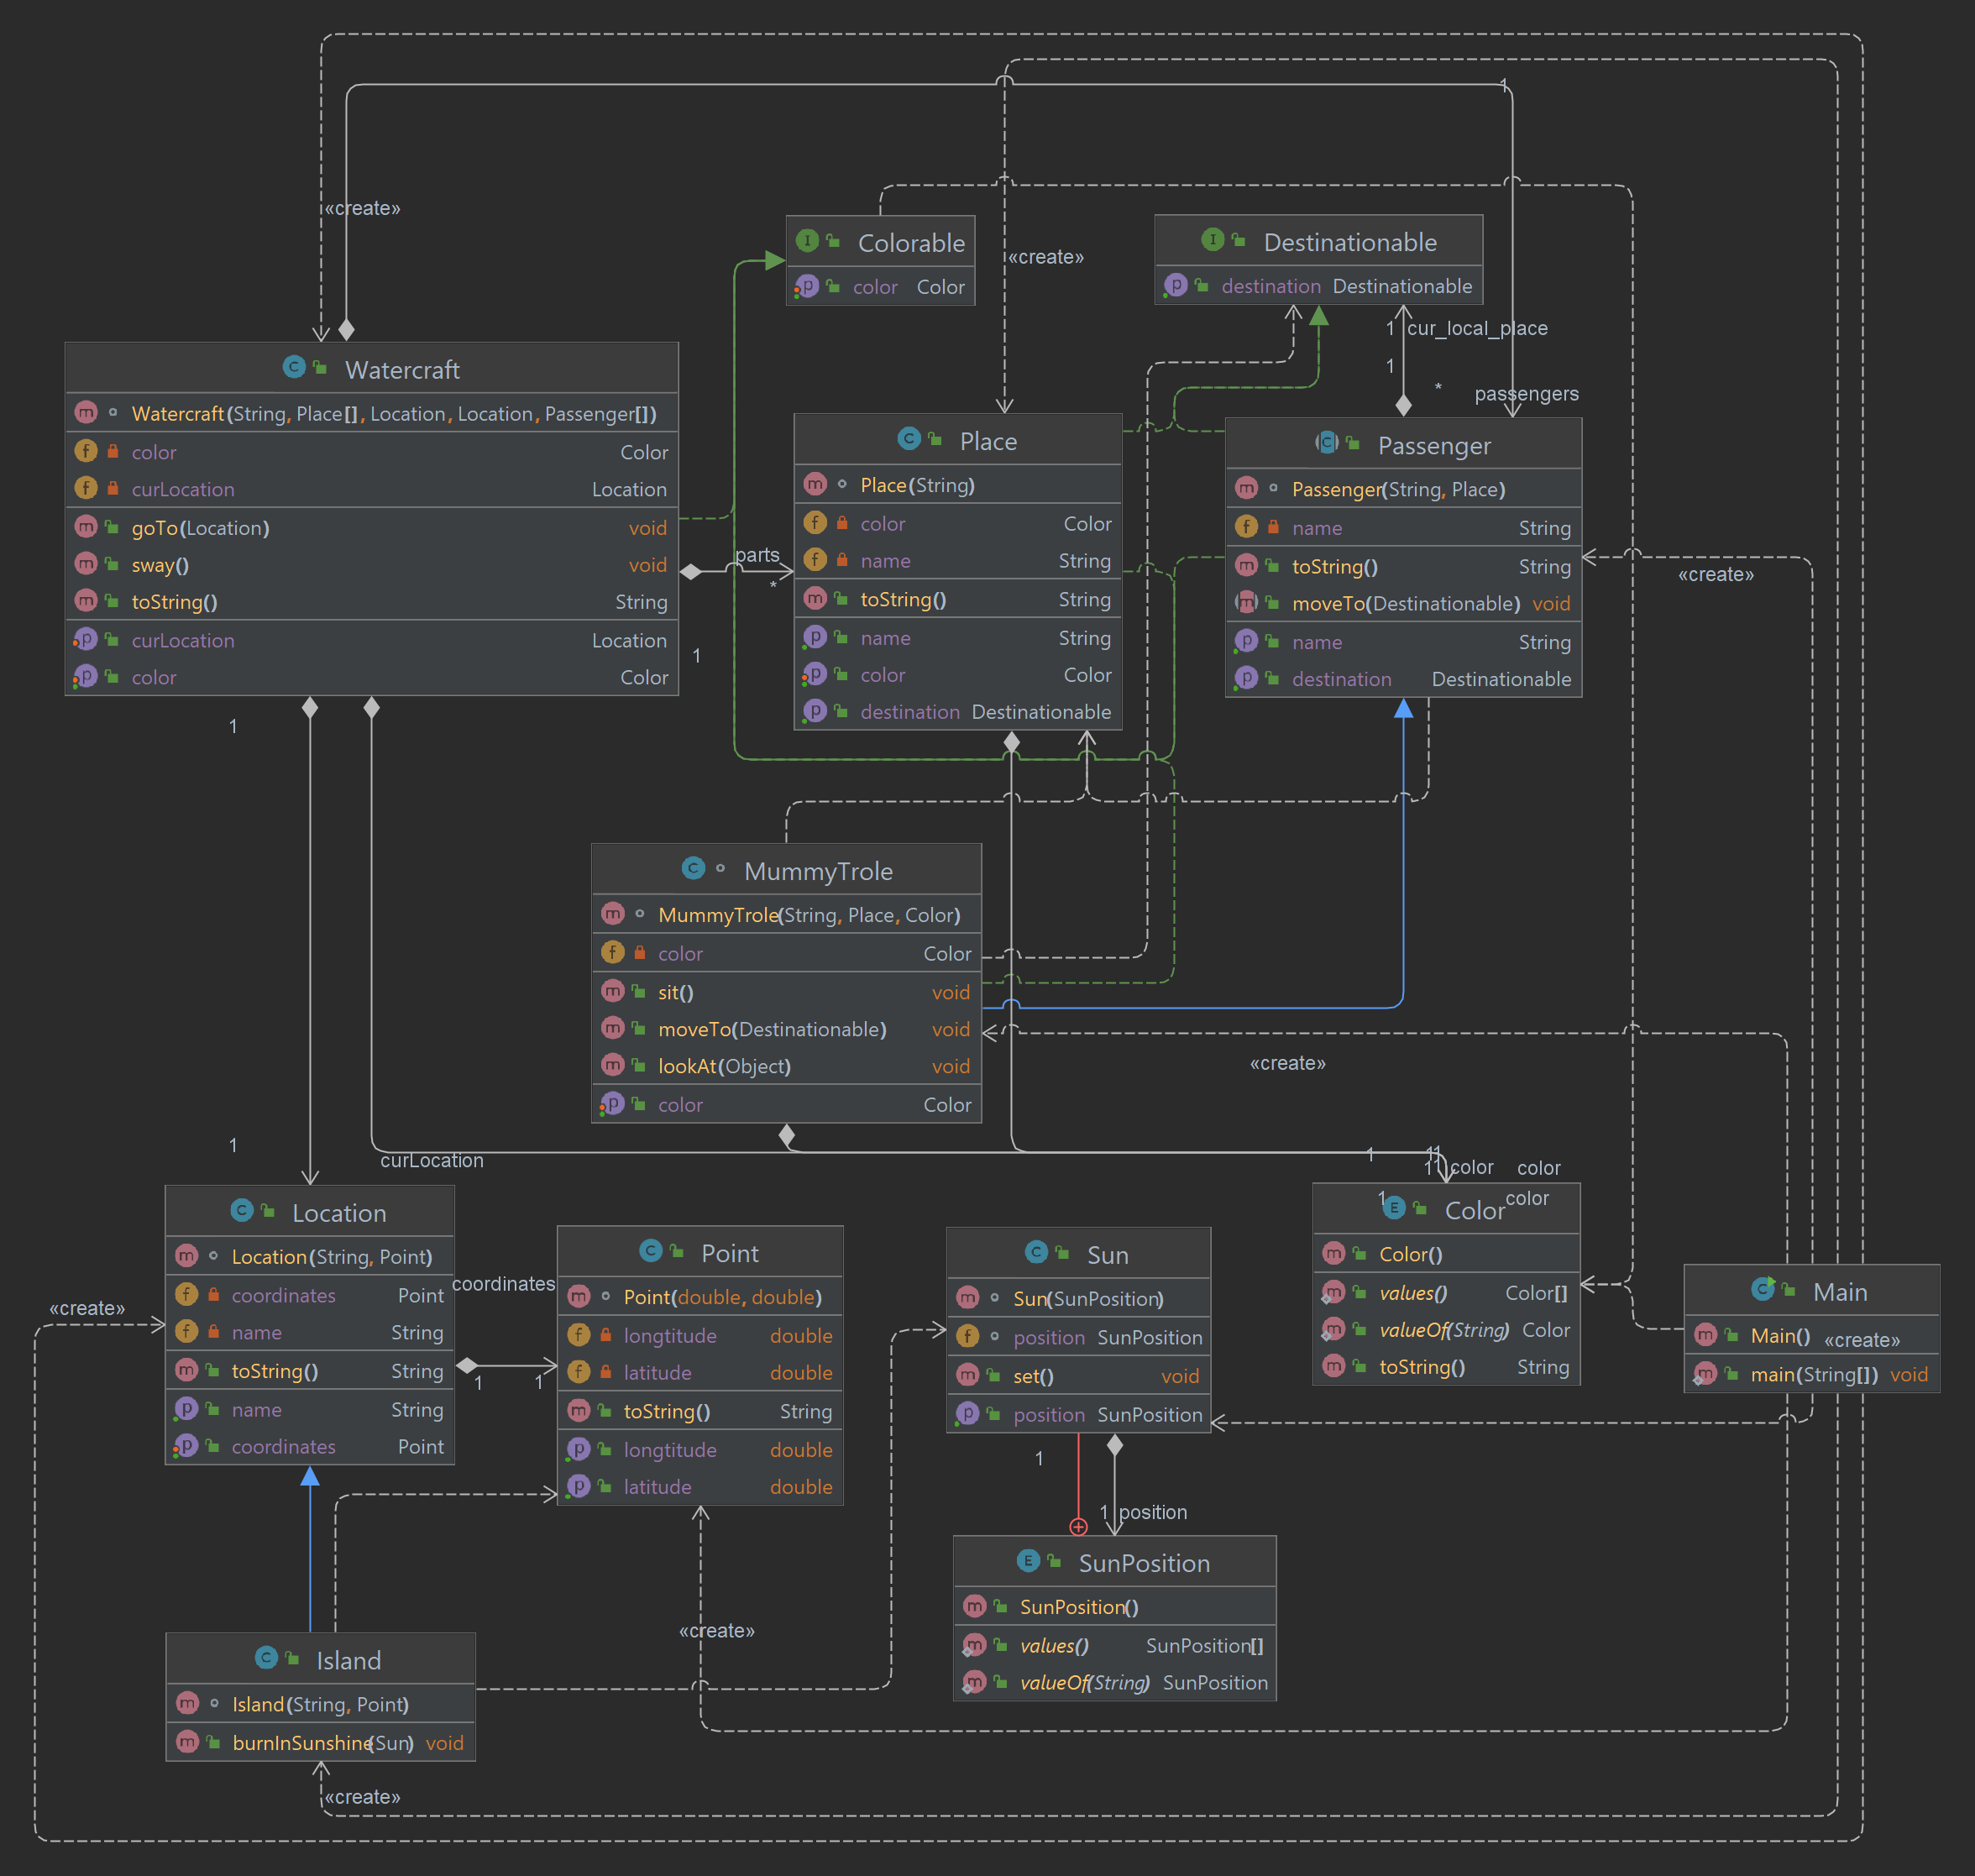 «create»
1
Colorable
color Color
«create»
Destinationable
destination Destinationable
1 cur_local_place
1
*
passengers
Watercraft
Watercraft(String, Place[], Location, Location, Passenger[])
color Color
curLocation Location
goTo(Location) void
sway() void
toString() String
curLocation Location
color Color
parts
*
1
1
Place
Place(String)
color Color
name String
toString() String
name String
color Color
destination Destinationable
Passenger
Passenger(String, Place)
name String
toString() String
moveTo(Destinationable) void
name String
destination Destinationable
«create»
MummyTrole
MummyTrole(String, Place, Color)
color Color
sit() void
moveTo(Destinationable) void
lookAt(Object) void
color Color
«create»
1
curLocation
1
11
11 color color
1 color
Location
Location(String, Point)
coordinates Point
name String
toString() String
name String
coordinates Point
«create»
coordinates
1 1
Point
Point(double, double)
longtitude double
latitude double
toString() String
longtitude double
latitude double
Sun
Sun(SunPosition)
position SunPosition
set() void
position SunPosition
1
1 position
Color
Color()
values() Color[]
valueOf(String) Color
toString() String
Main
Main()
«create»
main(String[]) void
SunPosition
SunPosition()
values() SunPosition[]
valueOf(String) SunPosition
«create»
Island
Island(String, Point)
burnInSunshine(Sun) void
«create»